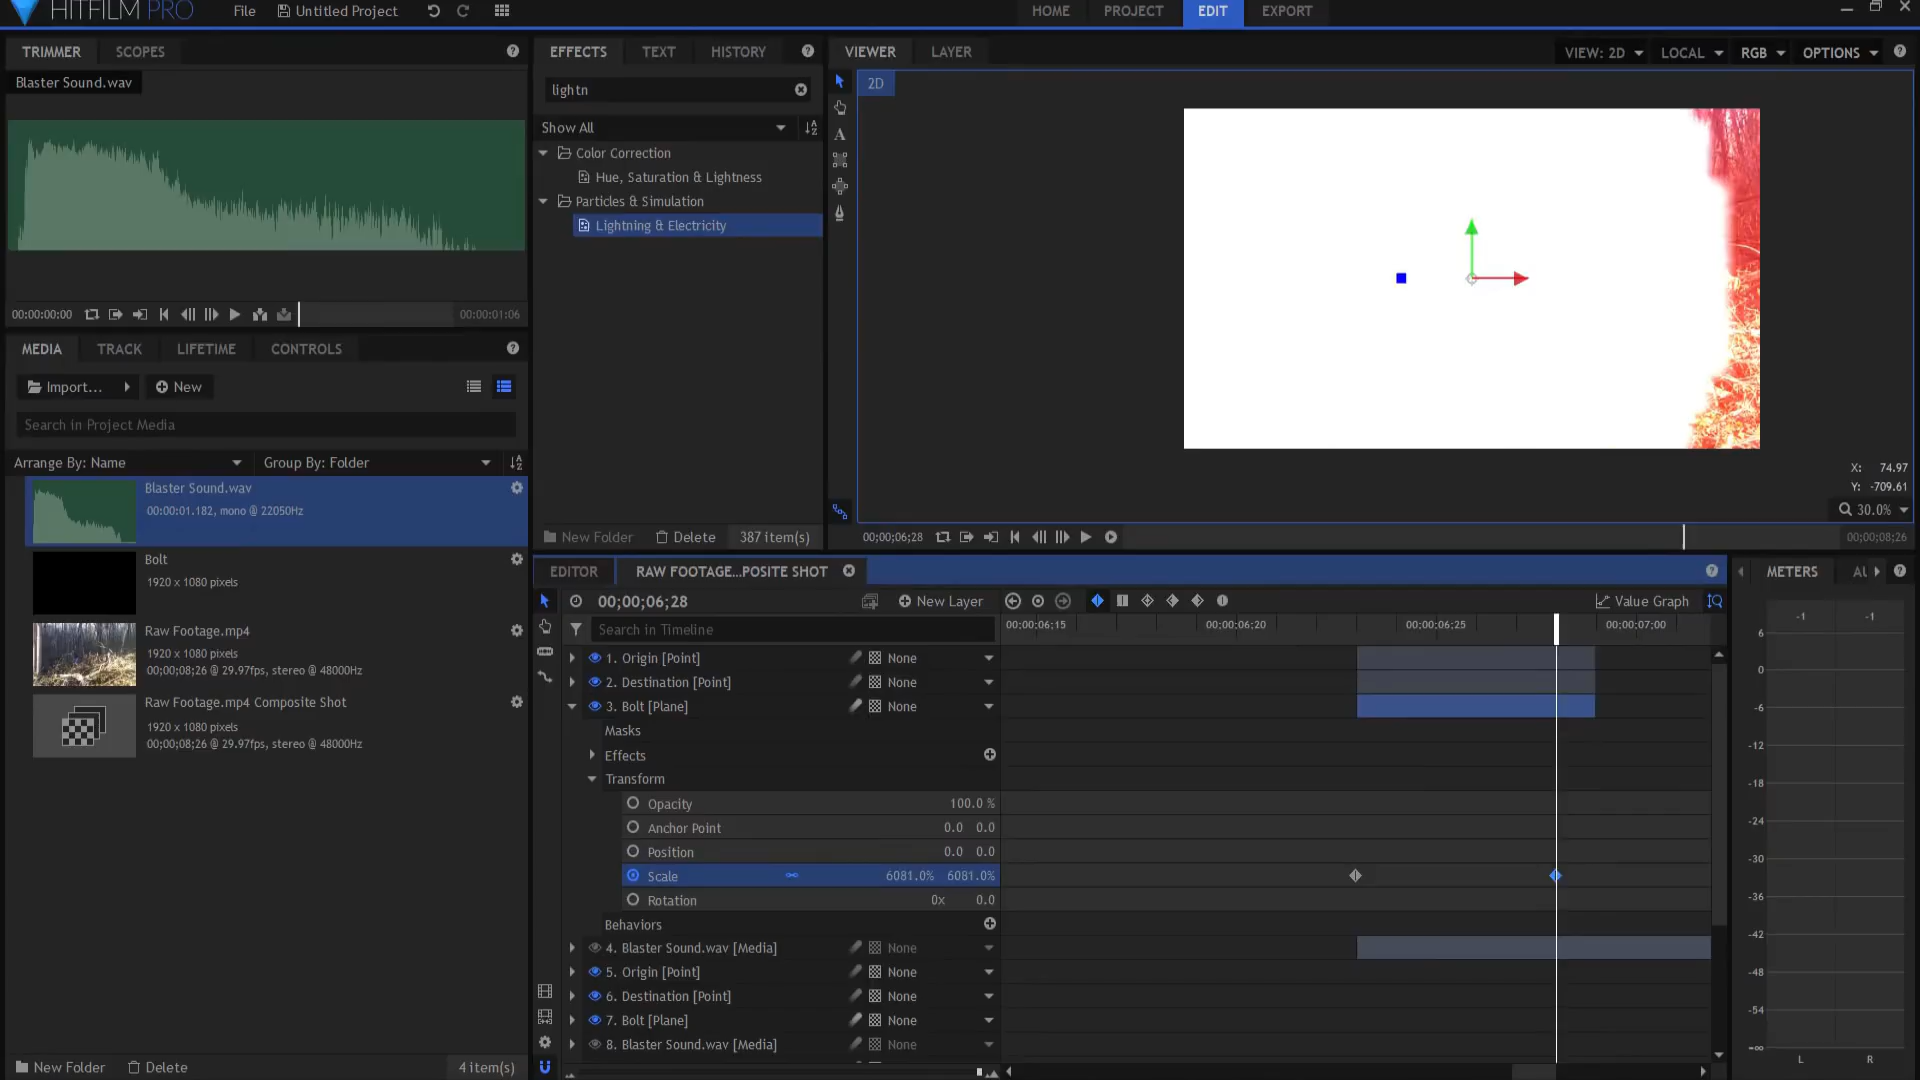 HITFILM PRO
File
Untitled Project
HOME
PROJECT
EDIT
EXPORT
TRIMMER
SCOPES
Blaster Sound.wav
00:00:00:00
00:00:01:06
MEDIA
TRACK
LIFETIME
CONTROLS
Import...
New
Search in Project Media
Arrange By: Name
Group By: Folder
Blaster Sound.wav
00:00:01.182, mono @ 22050Hz
Bolt
1920 x 1080 pixels
Raw Footage.mp4
1920 x 1080 pixels
00;00;08;26 @ 29.97fps, stereo @ 48000Hz
Raw Footage.mp4 Composite Shot
1920 x 1080 pixels
00;00;08;26 @ 29.97fps, stereo @ 48000Hz
New Folder
Delete
4 item(s)
EFFECTS
TEXT
HISTORY
lightn
Show All
Color Correction
Hue, Saturation & Lightness
Particles & Simulation
Lightning & Electricity
New Folder
Delete
387 item(s)
VIEWER
LAYER
VIEW: 2D
LOCAL
RGB
OPTIONS
2D
X: 74.97
Y: -709.61
30.0%
00;00;06;28
00;00;08;26
EDITOR
RAW FOOTAGE...POSITE SHOT
00;00;06;28
New Layer
Value Graph
Search in Timeline
00;00;06;15
00;00;06;20
00;00;06;25
00;00;07;00
1. Origin [Point]
None
2. Destination [Point]
None
3. Bolt [Plane]
None
Masks
Effects
Transform
Opacity
100.0 %
Anchor Point
0.0 0.0
Position
0.0 0.0
Scale
6081.0% 6081.0%
Rotation
0x 0.0
Behaviors
4. Blaster Sound.wav [Media]
None
5. Origin [Point]
None
6. Destination [Point]
None
7. Bolt [Plane]
None
8. Blaster Sound.wav [Media]
None
METERS
AU
-1
-1
6
0
-6
-12
-18
-24
-30
-36
-42
-48
-54
-∞
L
R